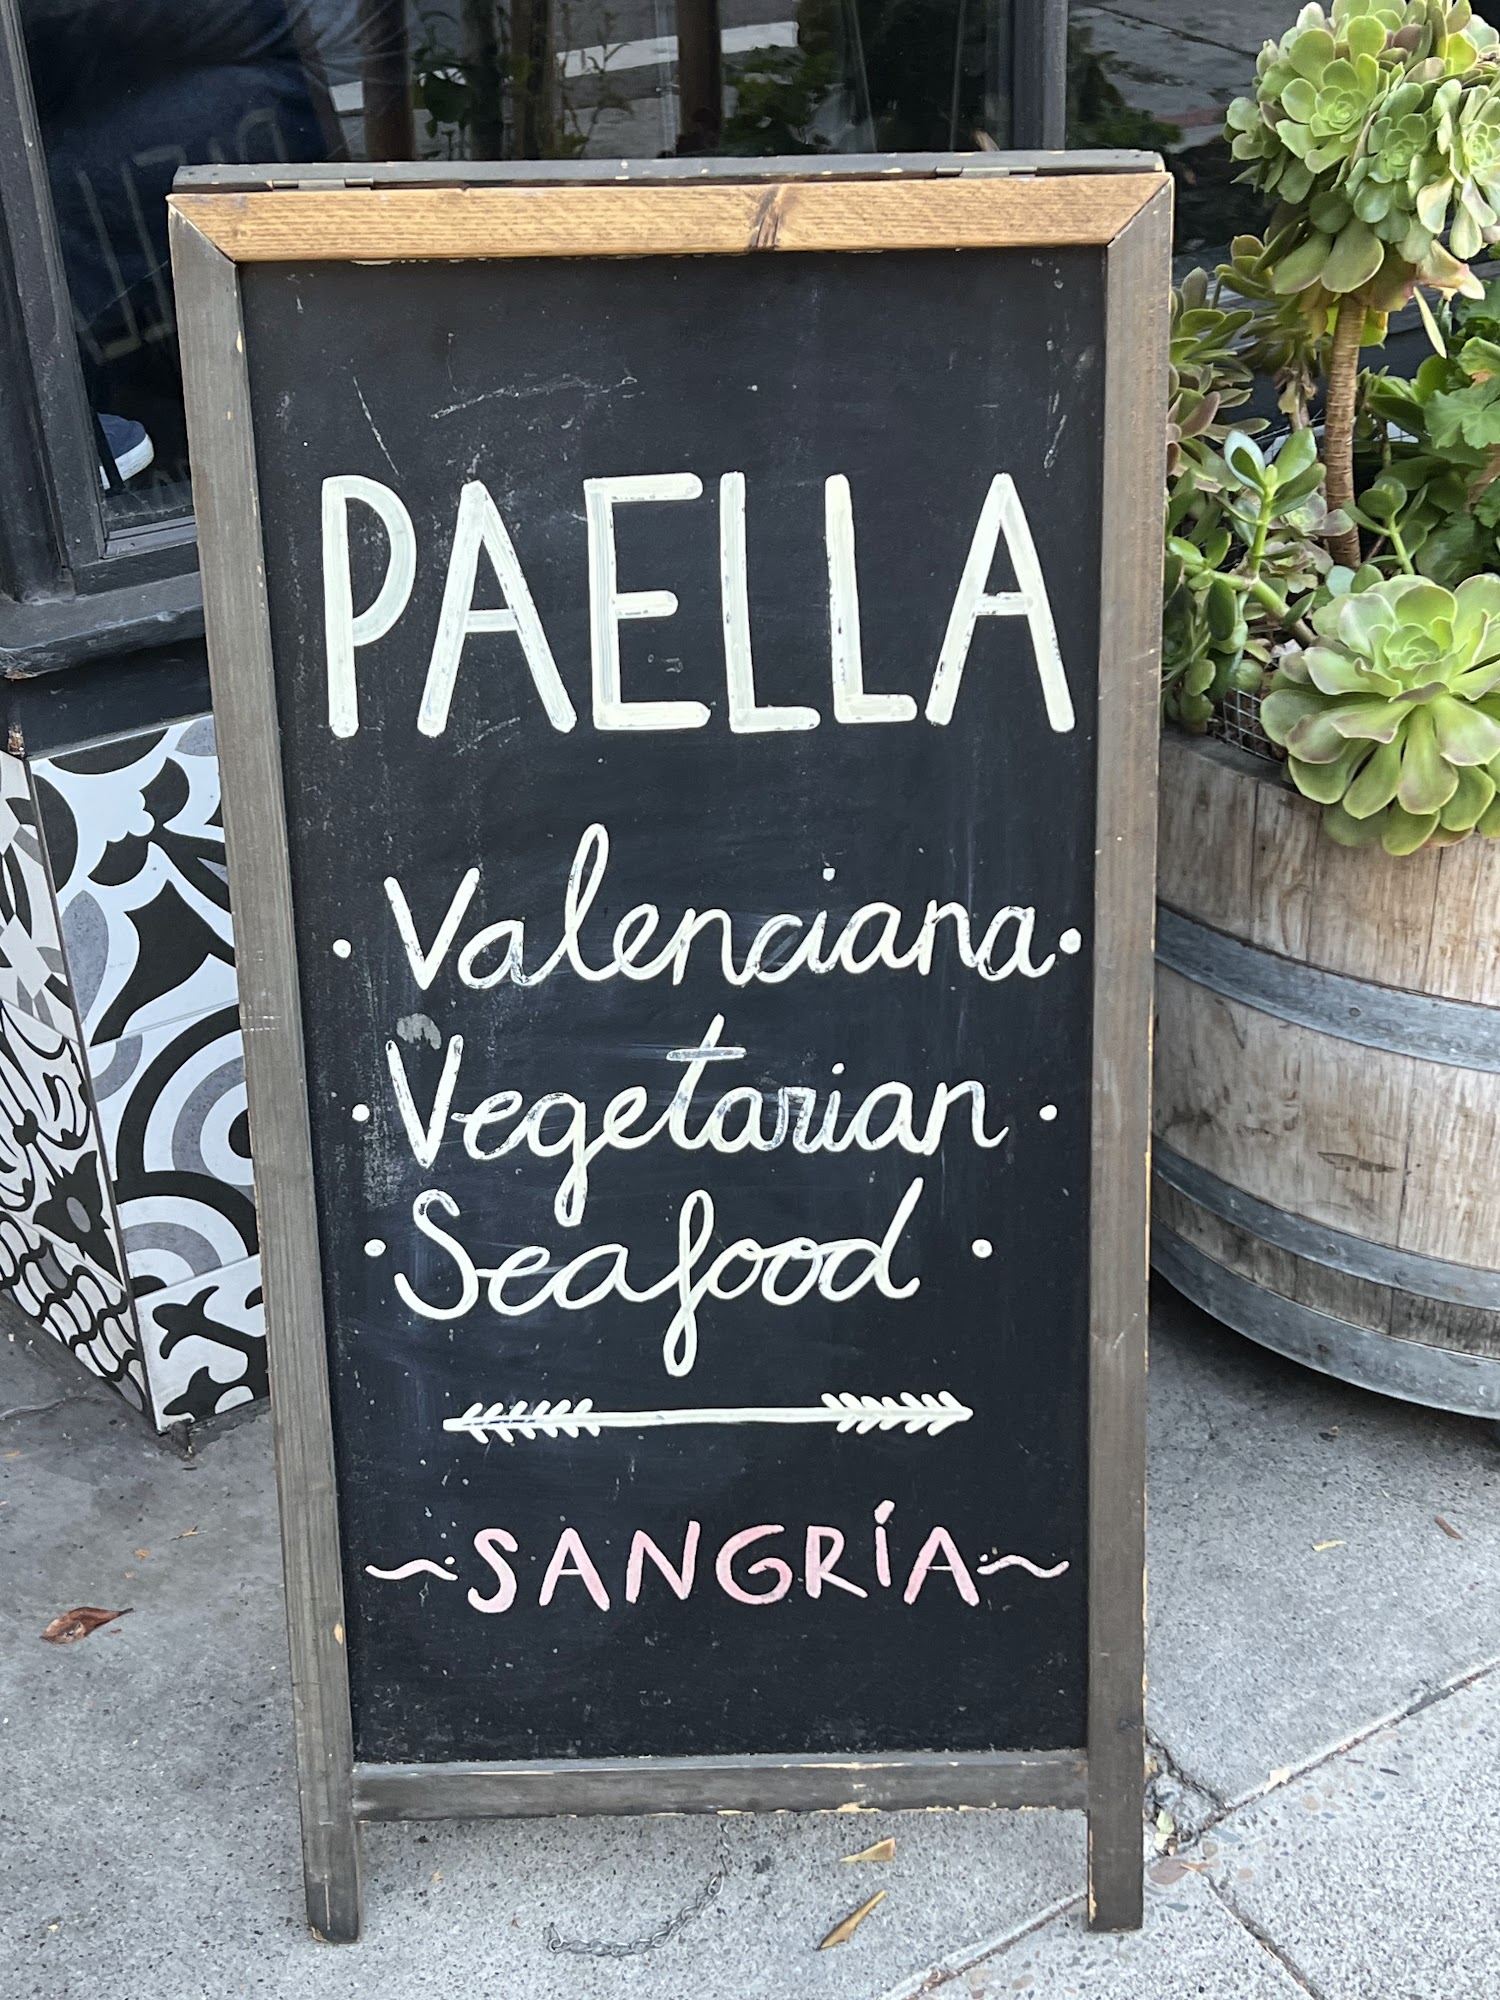 PAELLA
· Valenciana ·
· Vegetarian ·
· Seafood ·
~ SANGRÍA ~